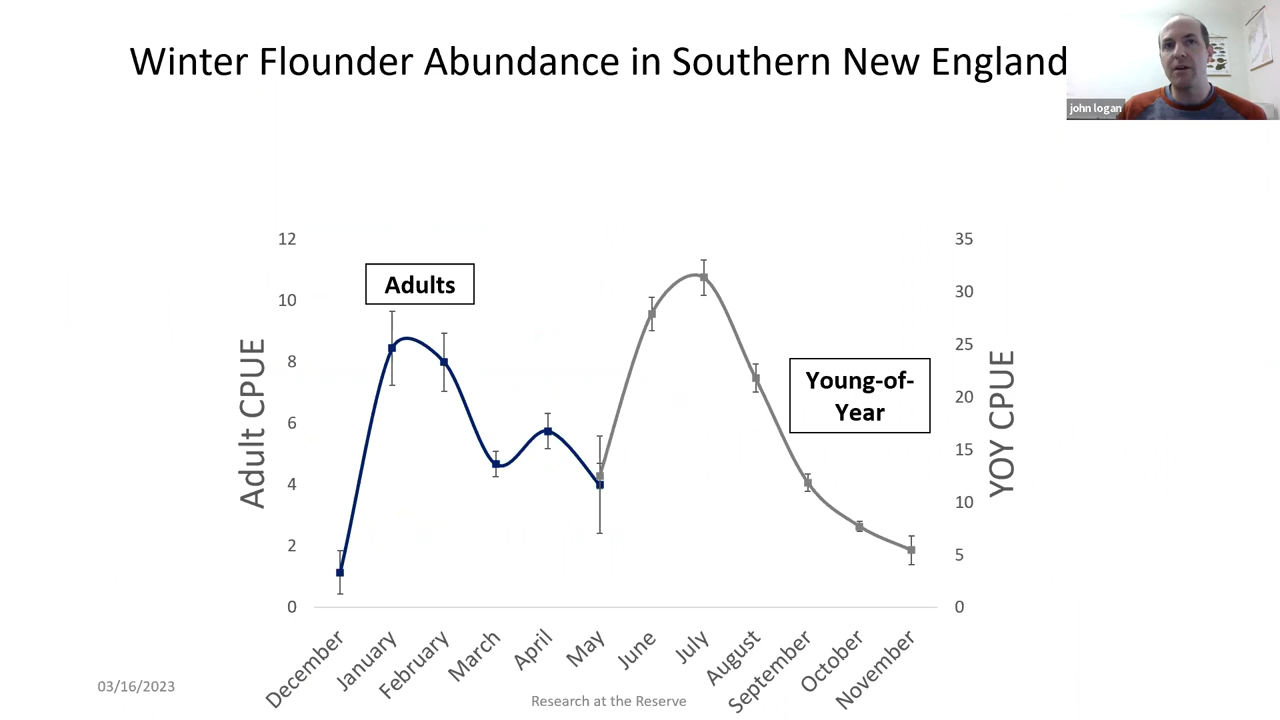 Winter Flounder Abundance in Southern New England
john logan
12
10
8
6
4
2
0
Adult CPUE
Adults
Young-of-
Year
35
30
25
20
15
10
5
0
YOY CPUE
December
January
February
March
April
May
June
July
August
September
October
November
03/16/2023
Research at the Reserve